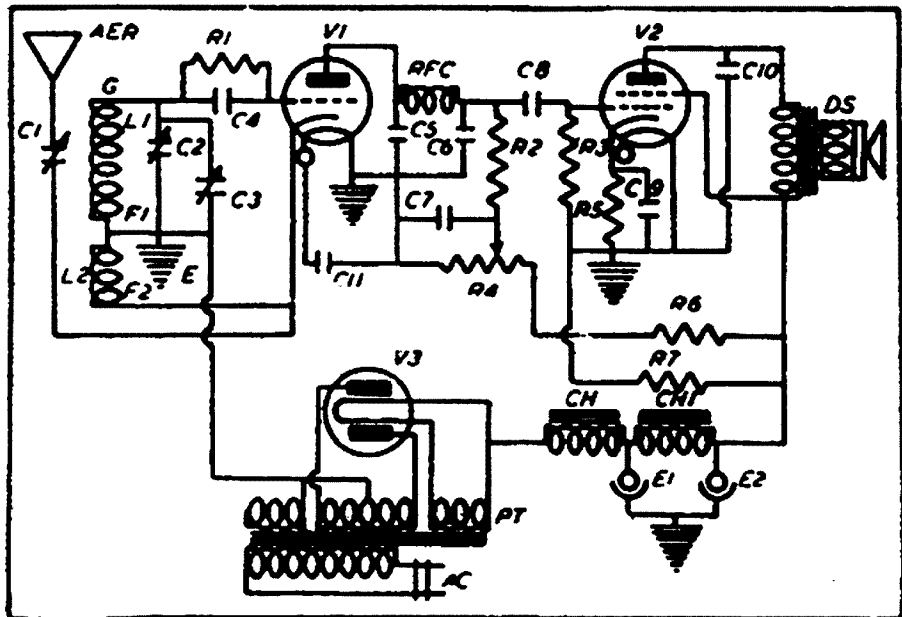 AER
R1
V1
V2
RFC
C8
C10
G
L1
C1
C2
C4
C5
C6
R2
R3
DS
C3
F1
C7
C9
R5
L2
F2
E
C11
R4
R6
V3
R7
CH
CH1
E1
E2
PT
AC